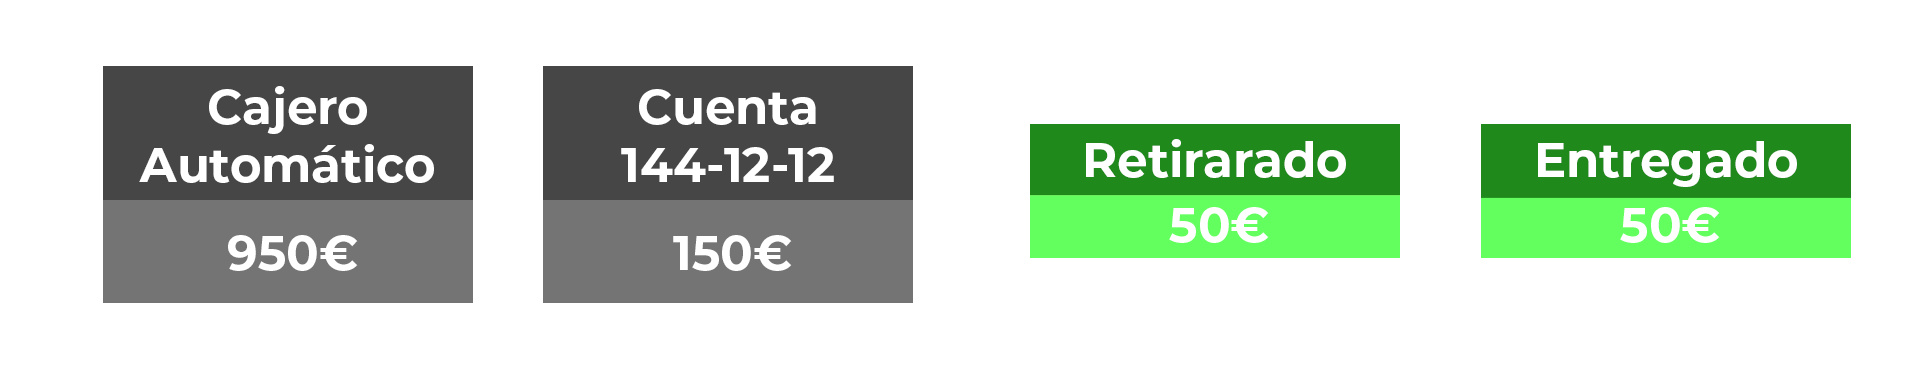 Cajero
Automático
950€
Cuenta
144-12-12
150€
Retirarado
50€
Entregado
50€